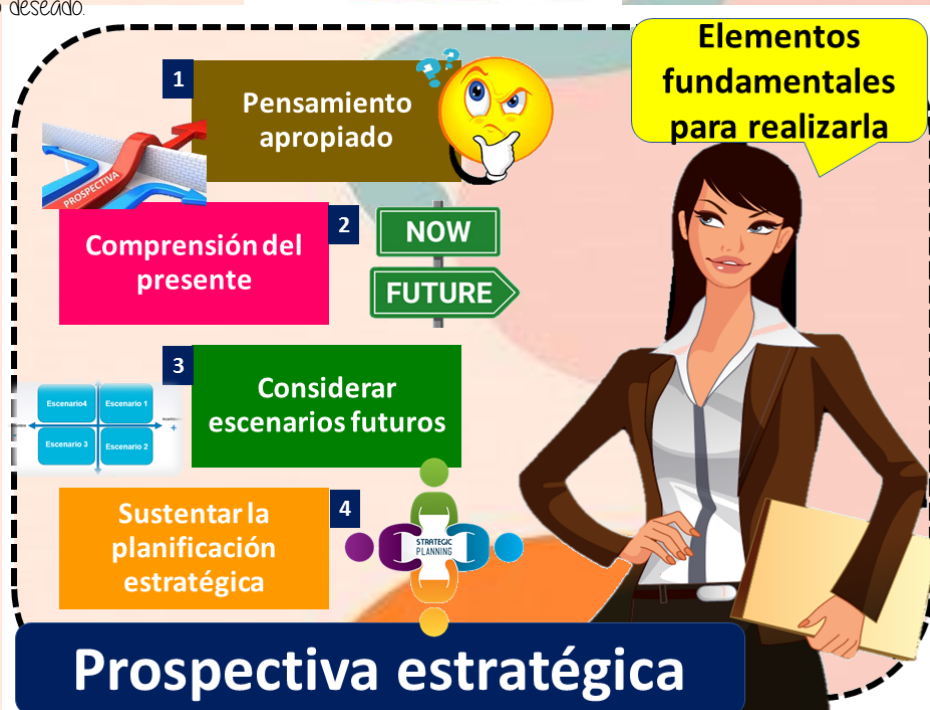 deseado.
Elementos
fundamentales
para realizarla
1
Pensamiento
apropiado
??
PROSPECTIVA
2
Comprensión del
presente
NOW
FUTURE
3
Considerar
escenarios futuros
Escenario4
Escenario 1
Escenario 3
Escenario 2
+
4
Sustentar la
planificación
estratégica
STRATEGIC
PLANNING
Prospectiva estratégica